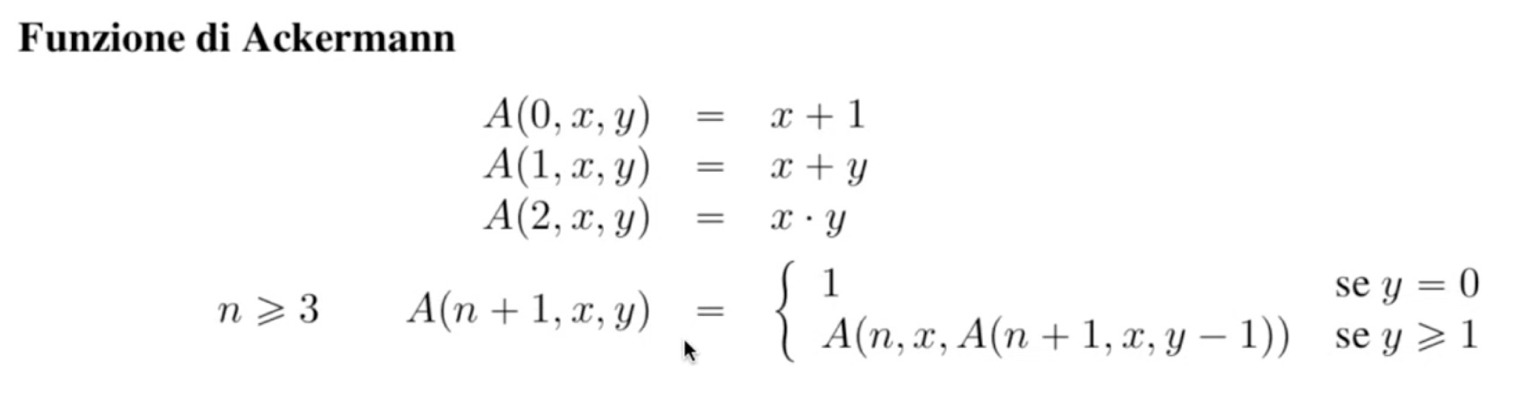 Funzione di Ackermann
A(0, x, y) = x + 1
A(1, x, y) = x + y
A(2, x, y) = x · y
n ⩾ 3 A(n + 1, x, y) = { 1 se y = 0
A(n, x, A(n + 1, x, y − 1)) se y ⩾ 1